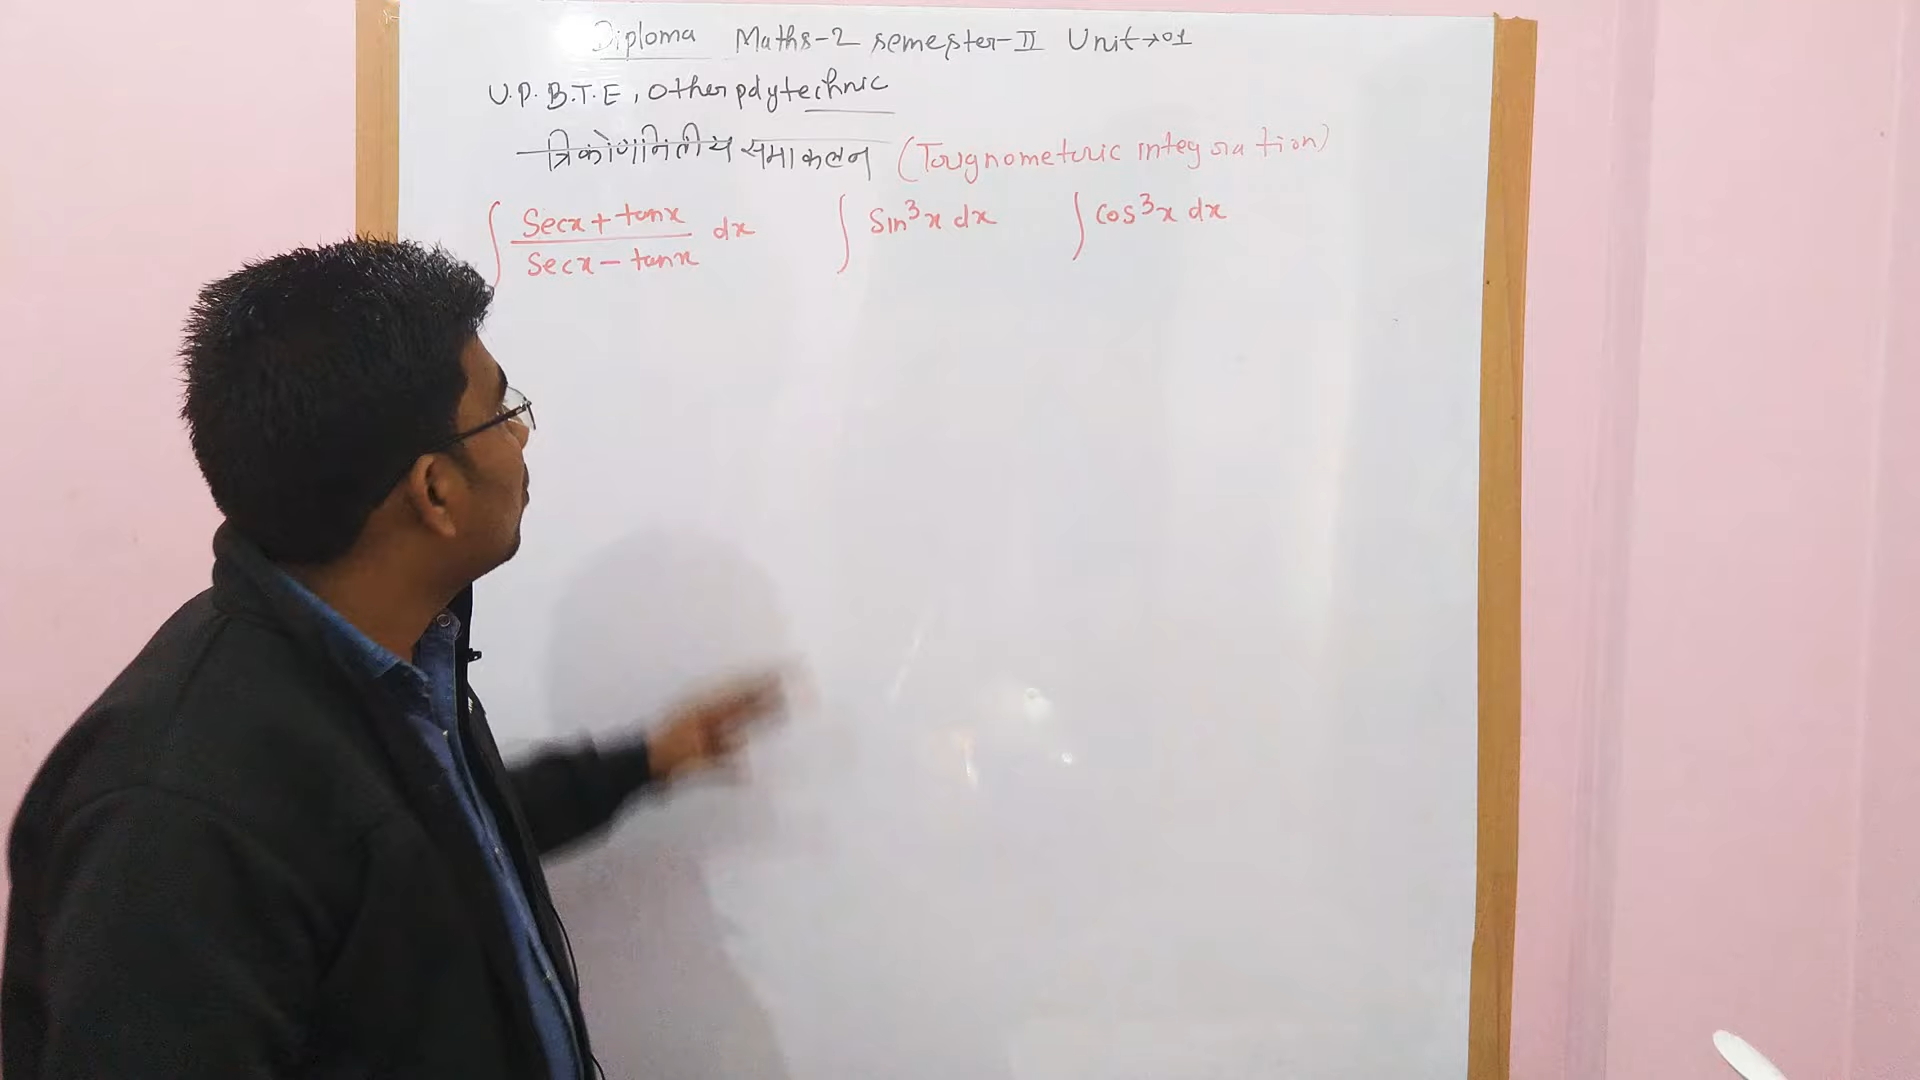 Diploma Maths-2 semester-II Unit→01
U.P.B.T.E, Other polytechnic
त्रिकोणमितीय समाकलन (Trignometric integration)
∫ (Secx + tanx)/(Secx - tanx) dx ∫ Sin³x dx ∫ cos³x dx